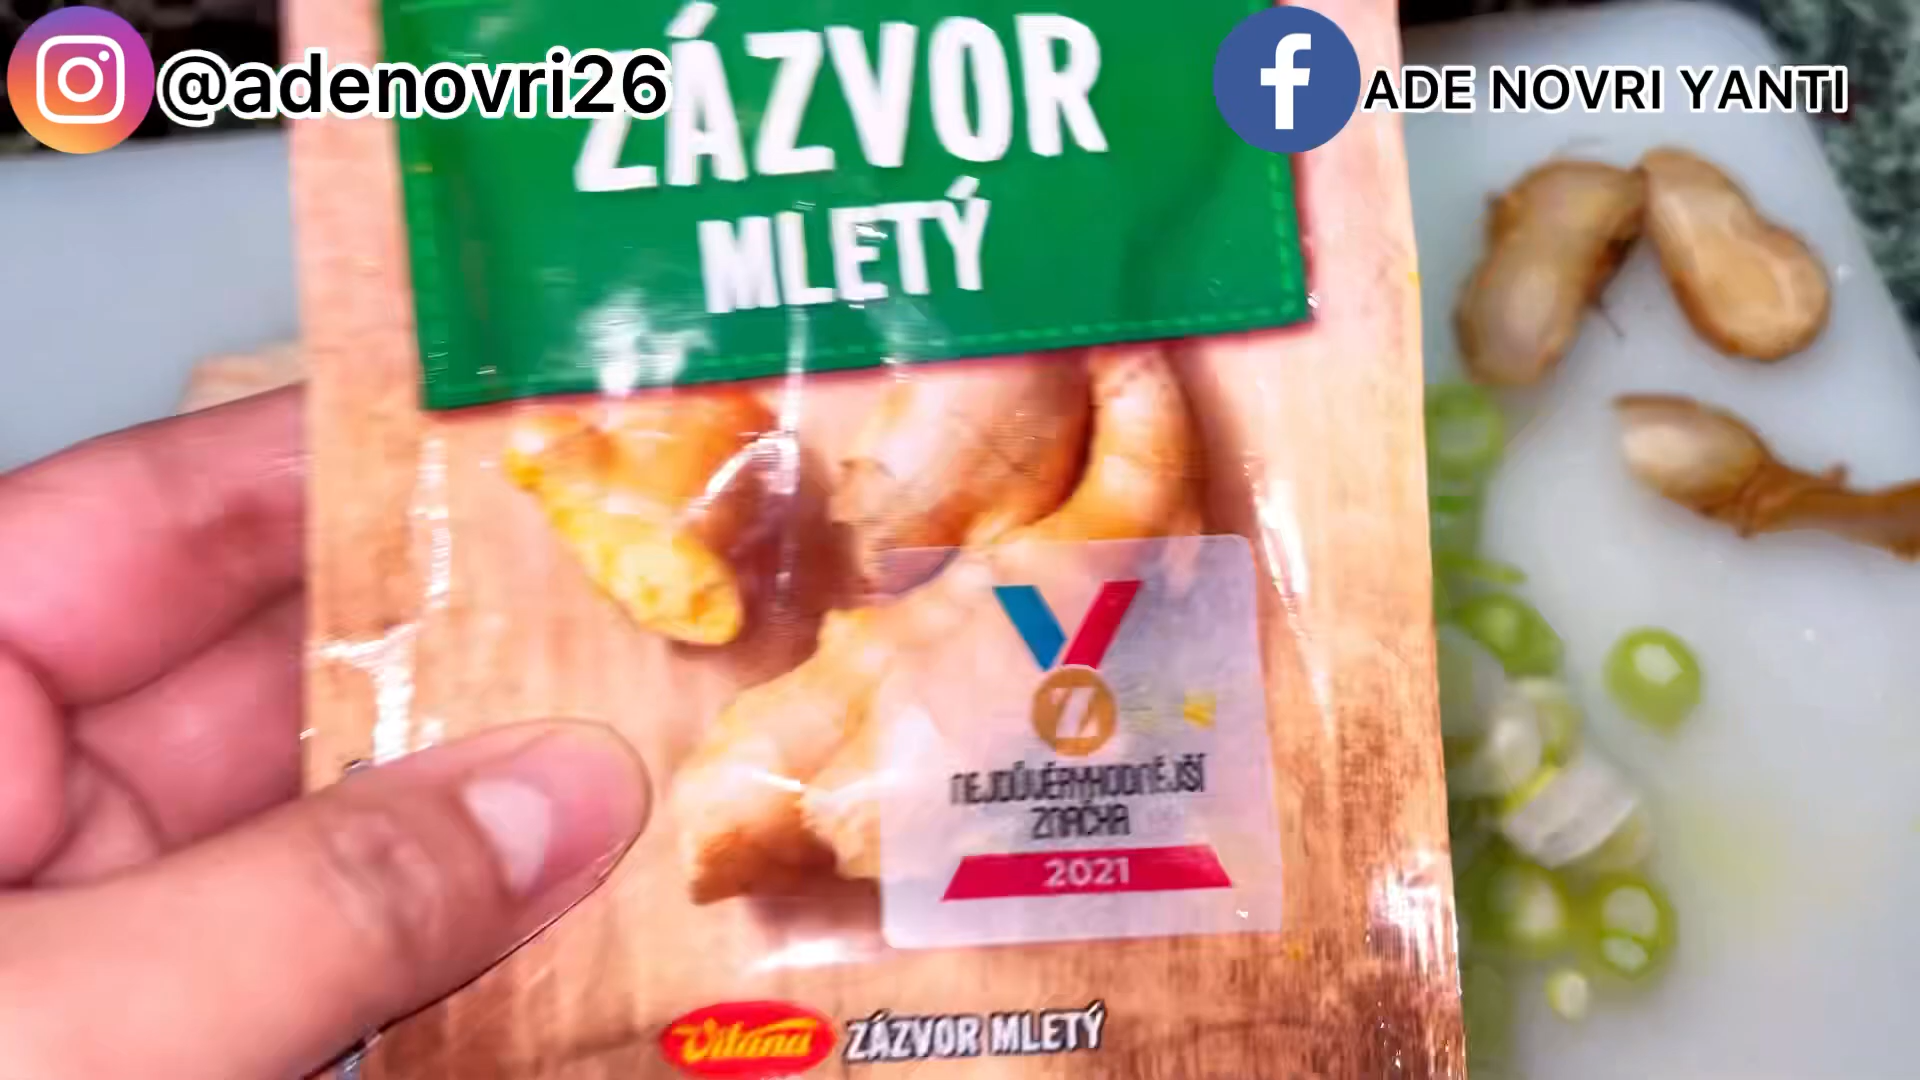 @adenovri26
ADE NOVRI YANTI
ZÁZVOR
MLETÝ
NEJDŮVĚRYHODNĚJŠÍ
ZNAČKA
2021
Vitana ZÁZVOR MLETÝ